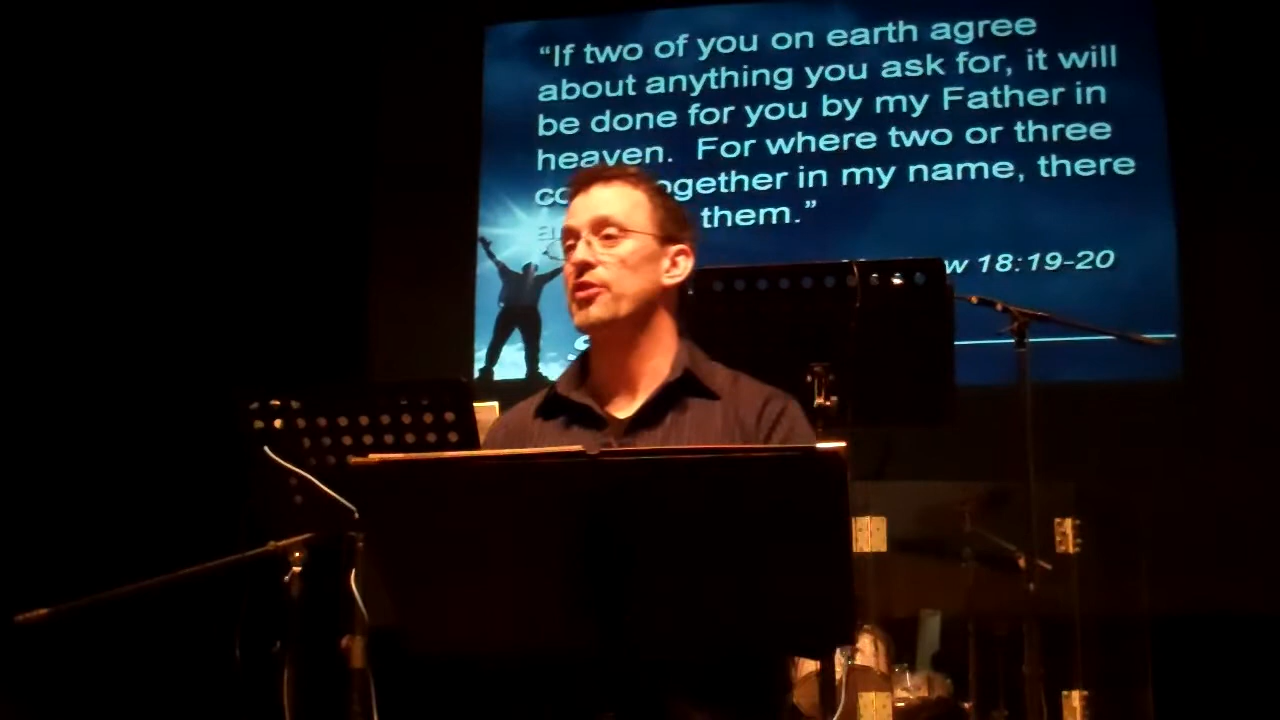 “If two of you on earth agree
about anything you ask for, it will
be done for you by my Father in
heaven. For where two or three
together in my name, there
them.”
18:19-20